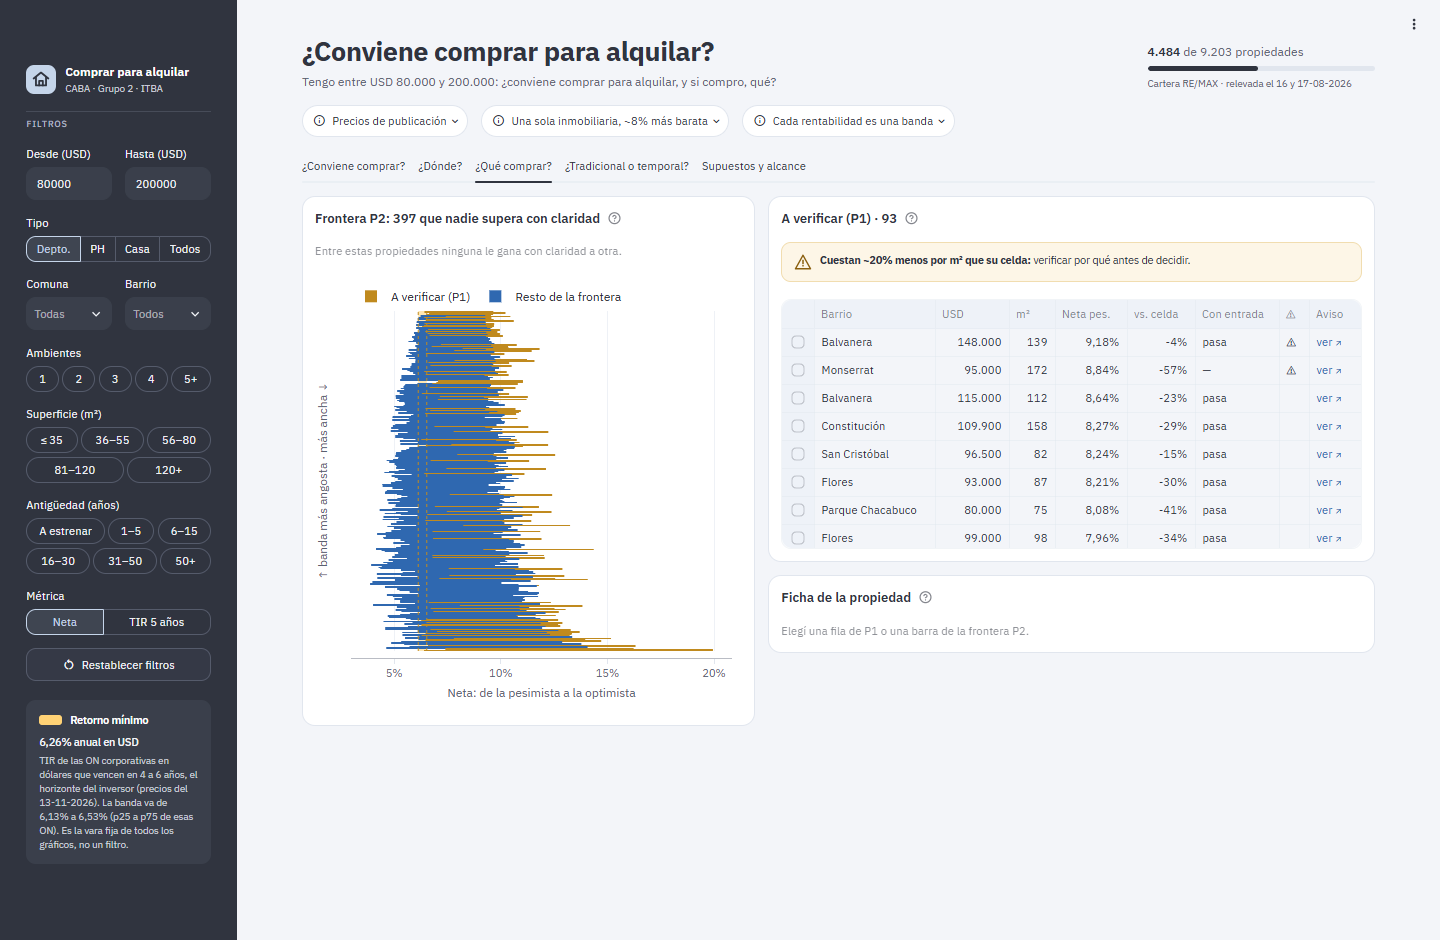 Comprar para alquilar
CABA · Grupo 2 · ITBA
FILTROS
Desde (USD)
Hasta (USD)
80000
200000
Tipo
Depto.
PH
Casa
Todos
Comuna
Barrio
Todas
Todos
Ambientes
1
2
3
4
5+
Superficie (m²)
≤ 35
36–55
56–80
81–120
120+
Antigüedad (años)
A estrenar
1–5
6–15
16–30
31–50
50+
Métrica
Neta
TIR 5 años
Restablecer filtros
Retorno mínimo
6,26% anual en USD
TIR de las ON corporativas en
dólares que vencen en 4 a 6 años, el
horizonte del inversor (precios del
13-11-2026). La banda va de
6,13% a 6,53% (p25 a p75 de esas
ON). Es la vara fija de todos los
gráficos, no un filtro.
¿Conviene comprar para alquilar?
Tengo entre USD 80.000 y 200.000: ¿conviene comprar para alquilar, y si compro, qué?
4.484 de 9.203 propiedades
Cartera RE/MAX · relevada el 16 y 17-08-2026
Precios de publicación
Una sola inmobiliaria, ~8% más barata
Cada rentabilidad es una banda
¿Conviene comprar?
¿Dónde?
¿Qué comprar?
¿Tradicional o temporal?
Supuestos y alcance
Frontera P2: 397 que nadie supera con claridad
Entre estas propiedades ninguna le gana con claridad a otra.
A verificar (P1)
Resto de la frontera
↑ banda más angosta · más ancha ↓
5%
10%
15%
20%
Neta: de la pesimista a la optimista
A verificar (P1) · 93
Cuestan ~20% menos por m² que su celda: verificar por qué antes de decidir.
Barrio USD m² Neta pes. vs. celda Con entrada ⚠ Aviso
Balvanera 148.000 139 9,18% -4% pasa ⚠ ver ↗
Monserrat 95.000 172 8,84% -57% — ⚠ ver ↗
Balvanera 115.000 112 8,64% -23% pasa ver ↗
Constitución 109.900 158 8,27% -29% pasa ver ↗
San Cristóbal 96.500 82 8,24% -15% pasa ver ↗
Flores 93.000 87 8,21% -30% pasa ver ↗
Parque Chacabuco 80.000 75 8,08% -41% pasa ver ↗
Flores 99.000 98 7,96% -34% pasa ver ↗
Ficha de la propiedad
Elegí una fila de P1 o una barra de la frontera P2.